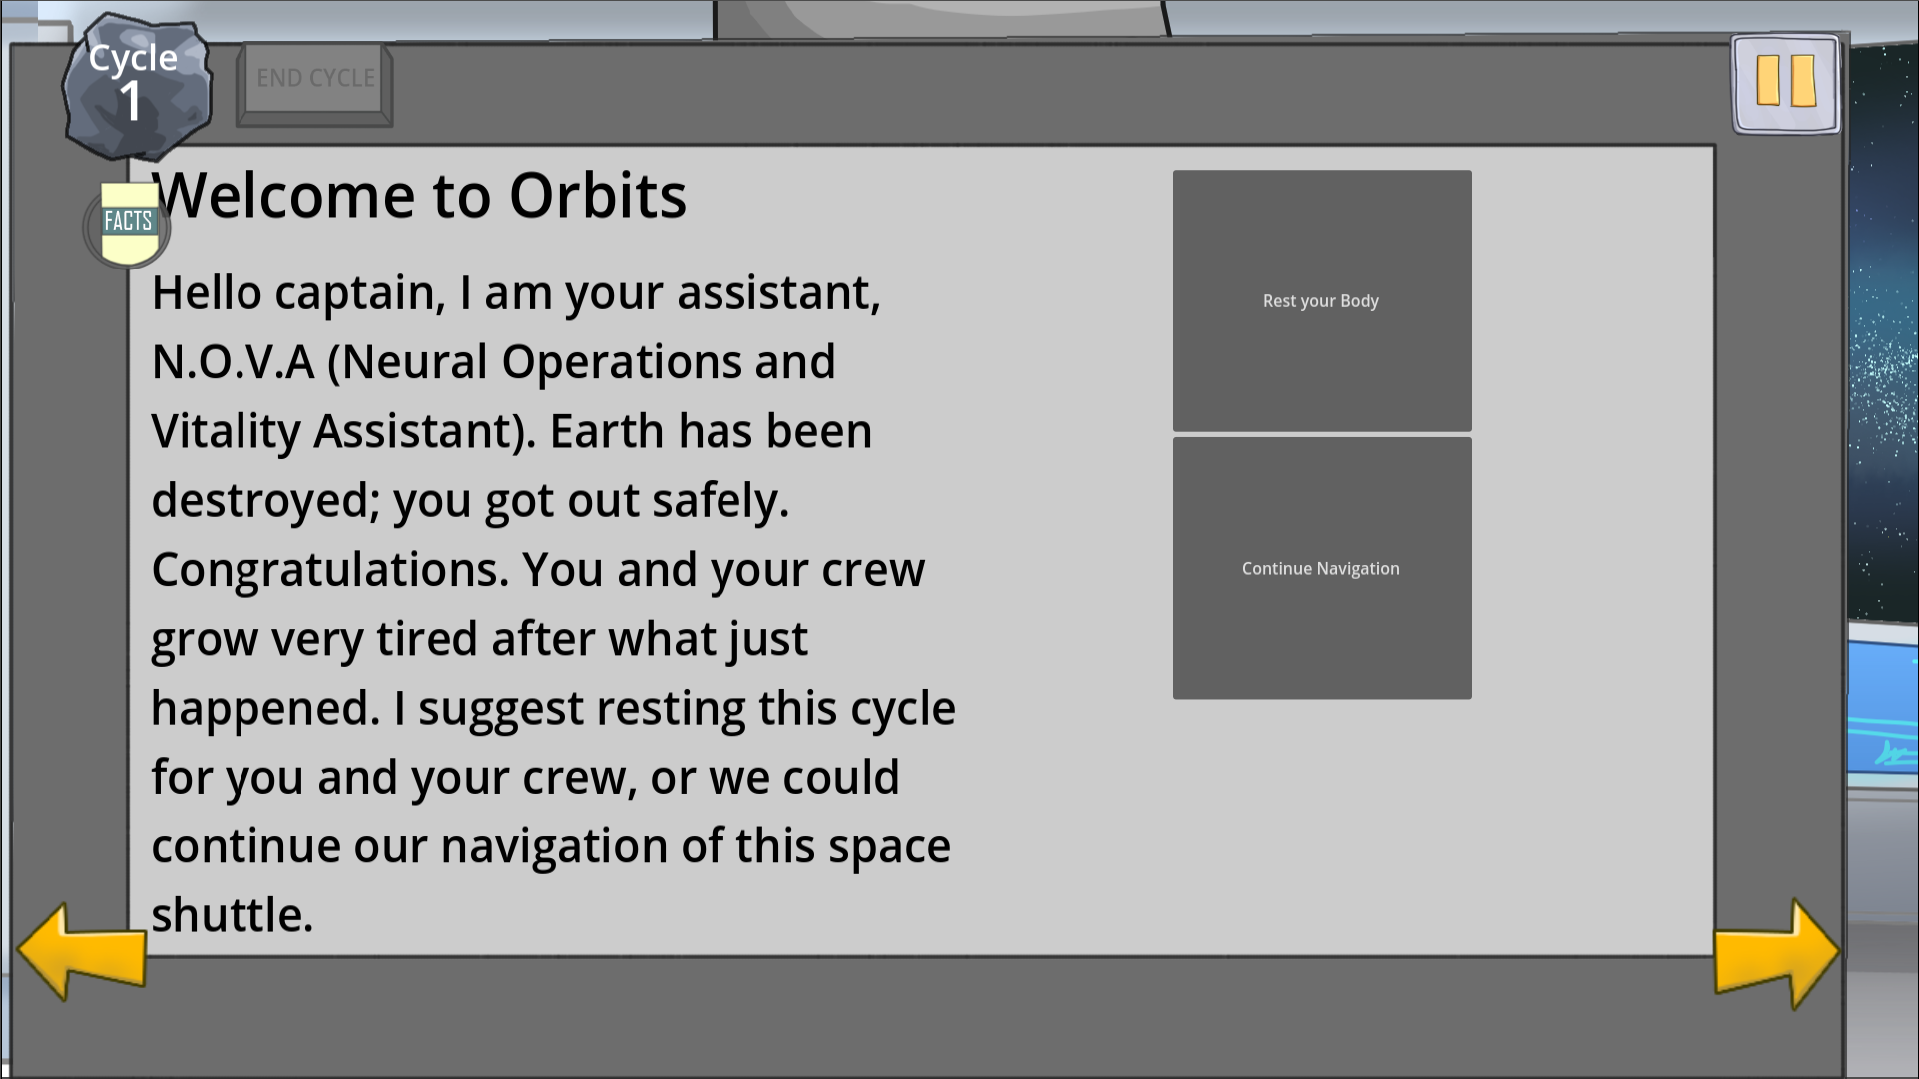 Cycle
1
END CYCLE
FACTS
Welcome to Orbits
Hello captain, I am your assistant,
N.O.V.A (Neural Operations and
Vitality Assistant). Earth has been
destroyed; you got out safely.
Congratulations. You and your crew
grow very tired after what just
happened. I suggest resting this cycle
for you and your crew, or we could
continue our navigation of this space
shuttle.
Rest your Body
Continue Navigation